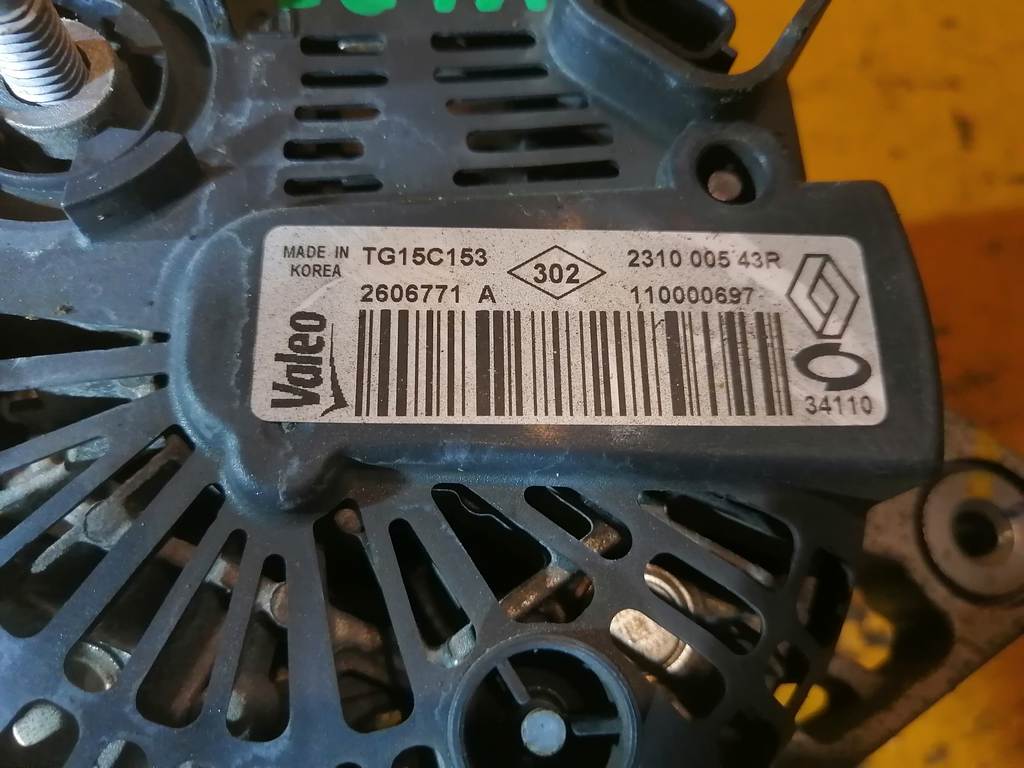 MADE IN
KOREA
TG15C153
302
2310 005 43R
2606771 A
110000697
Valeo
34110